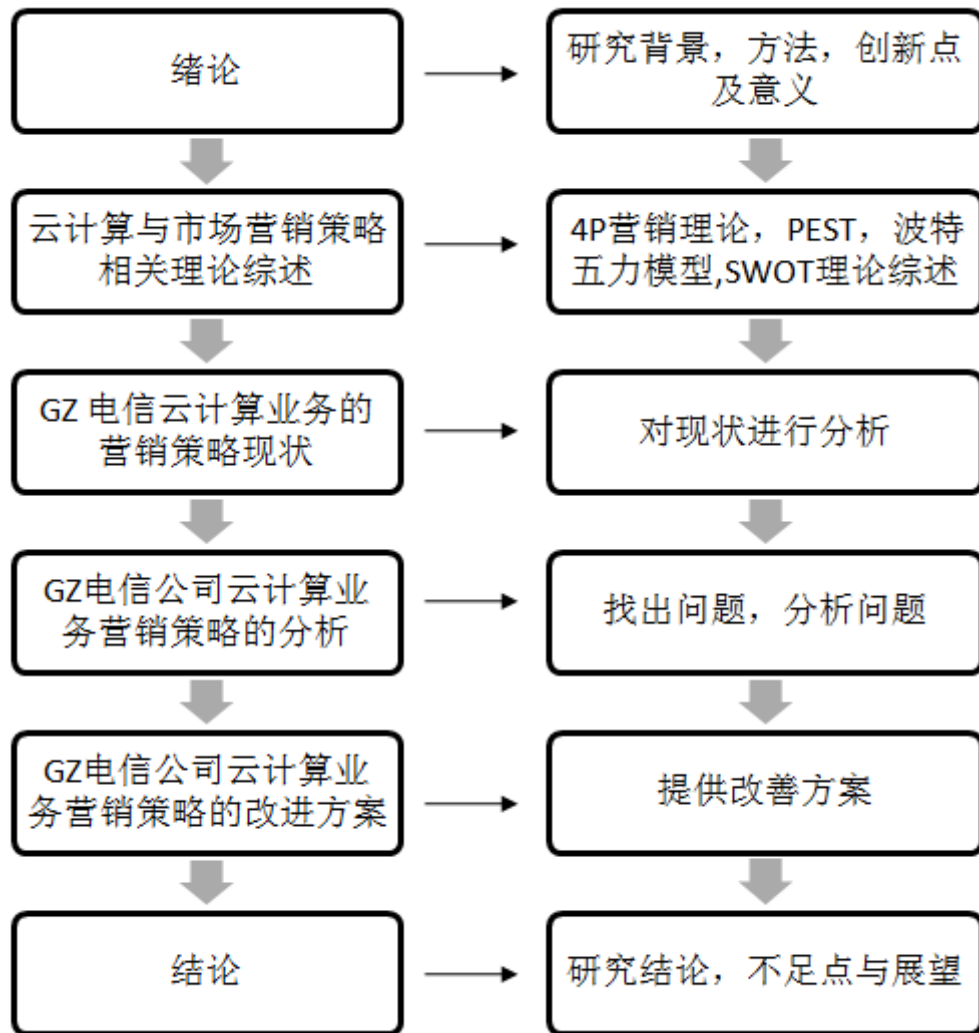 绪论
研究背景，方法，创新点
及意义
云计算与市场营销策略
相关理论综述
4P营销理论，PEST，波特
五力模型,SWOT理论综述
GZ 电信云计算业务的
营销策略现状
对现状进行分析
GZ电信公司云计算业
务营销策略的分析
找出问题，分析问题
GZ电信公司云计算业
务营销策略的改进方案
提供改善方案
结论
研究结论，不足点与展望